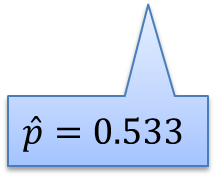 p̂ = 0.533